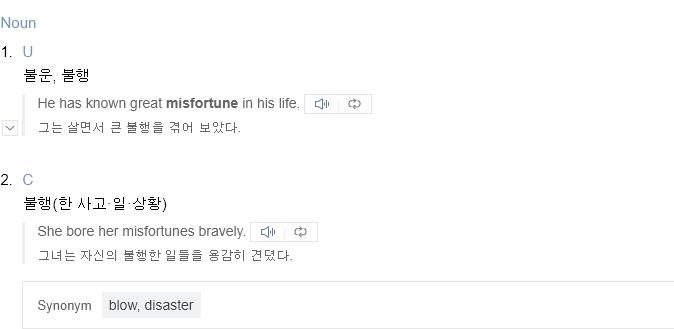 Noun
1. U
불운, 불행
He has known great misfortune in his life.
그는 살면서 큰 불행을 겪어 보았다.
2. C
불행(한 사고·일·상황)
She bore her misfortunes bravely.
그녀는 자신의 불행한 일들을 용감히 견뎠다.
Synonym blow, disaster